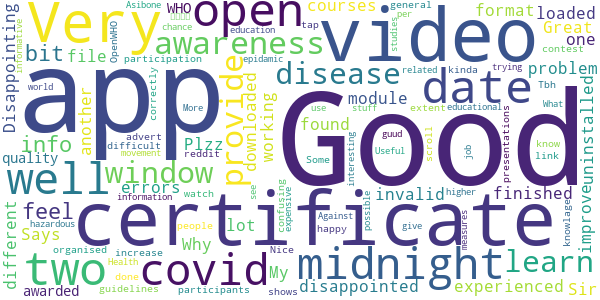 Very
app
Good
video
certificate
open
midnight
two
well
covid
window
awareness
disease
date
provide
learn
Disappointing
bit
file
info
another
WHO
OpenWHO
courses
format
loaded
Great
one
problem
module
found
working
downloaded
tap
participation
correctly
More
reddit
difficult
advert
Plzz
errors
quality
movement
information
watch
feel
Says
different
awarded
guidelines
organised
hazardous
Health
done
people
increase
participants
Why
lot
My
Nice
shows
see
confusing
expensive
Against
happy
possible
give
disappointed
measures
higher
experienced
Sir
invalid
finished
improve
uninstalled
knowlage
know
link
What
Tbh
contest
per
general
Asibone
chance
epidemic
education
studies
related
kinda
trying
extent
educational
scroll
job
presentations
use
stuff
Some
interesting
guud
Useful
world
informative